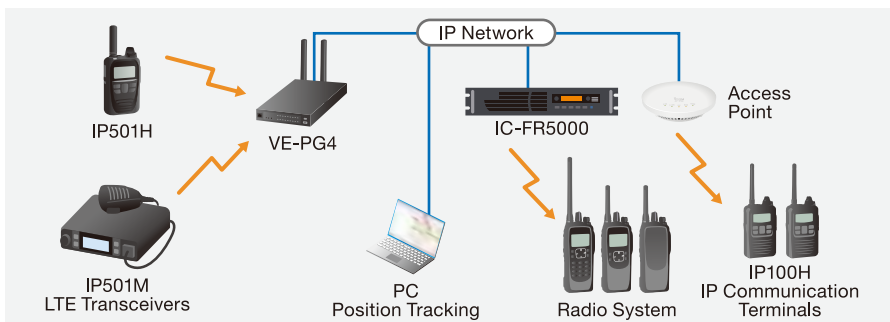 IP Network
IP501H
VE-PG4
IC-FR5000
Access
Point
IP501M
LTE Transceivers
PC
Position Tracking
Radio System
IP100H
IP Communication
Terminals